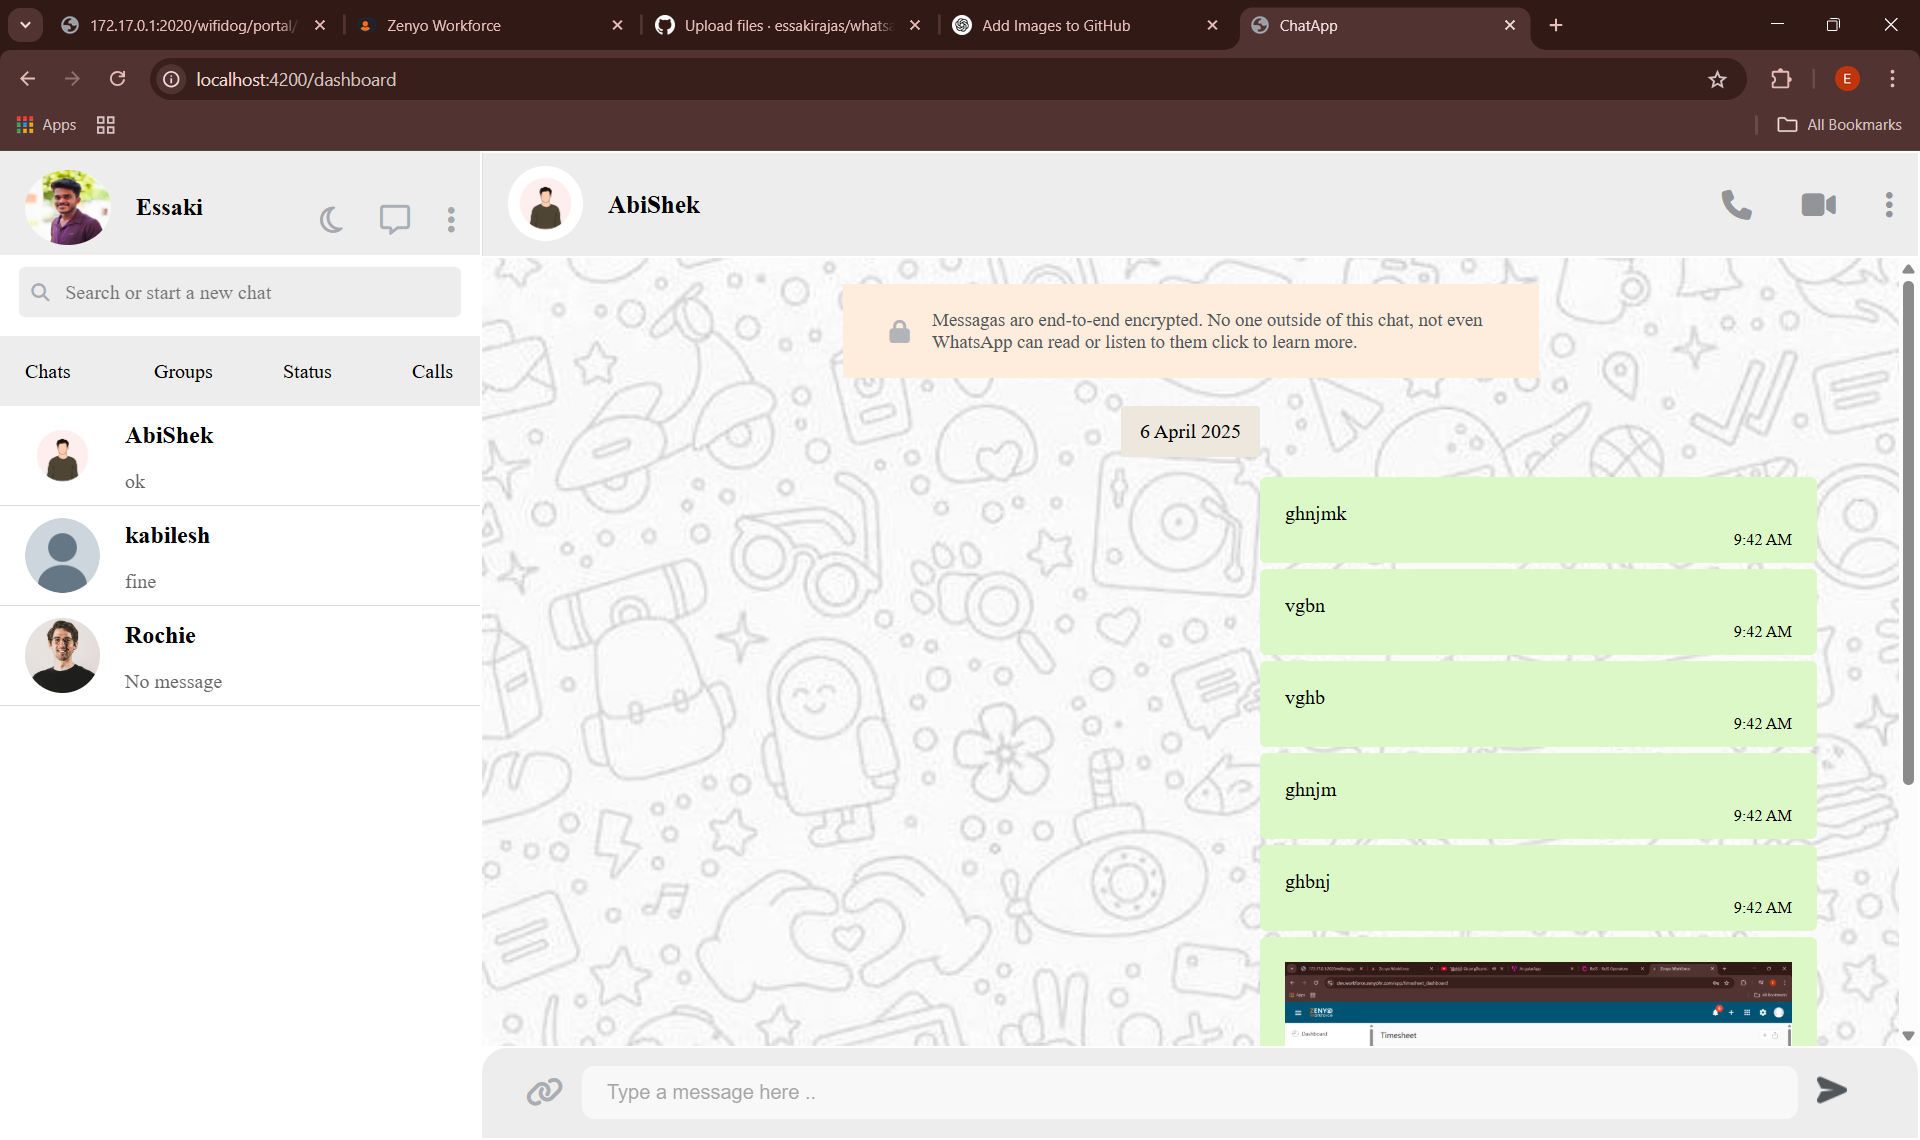 172.17.0.1:2020/wifidog/portal/
Zenyo Workforce
Upload files · essakirajas/whatsa
Add Images to GitHub
ChatApp
localhost:4200/dashboard
E
Apps
All Bookmarks
Essaki
AbiShek
Search or start a new chat
Messagas aro end-to-end encrypted. No one outside of this chat, not even
WhatsApp can read or listen to them click to learn more.
Chats
Groups
Status
Calls
AbiShek
ok
kabilesh
fine
Rochie
No message
6 April 2025
ghnjmk
9:42 AM
vgbn
9:42 AM
vghb
9:42 AM
ghnjm
9:42 AM
ghbnj
9:42 AM
ZENYO
Dashboard
Timesheet
Type a message here ..